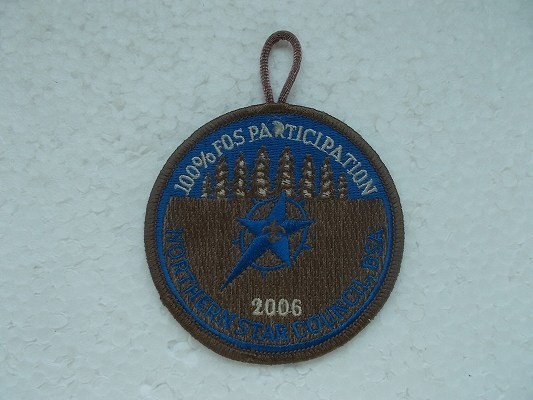 100% FOS PARTICIPATION
2006
NORTHERN STAR COUNCIL, BSA